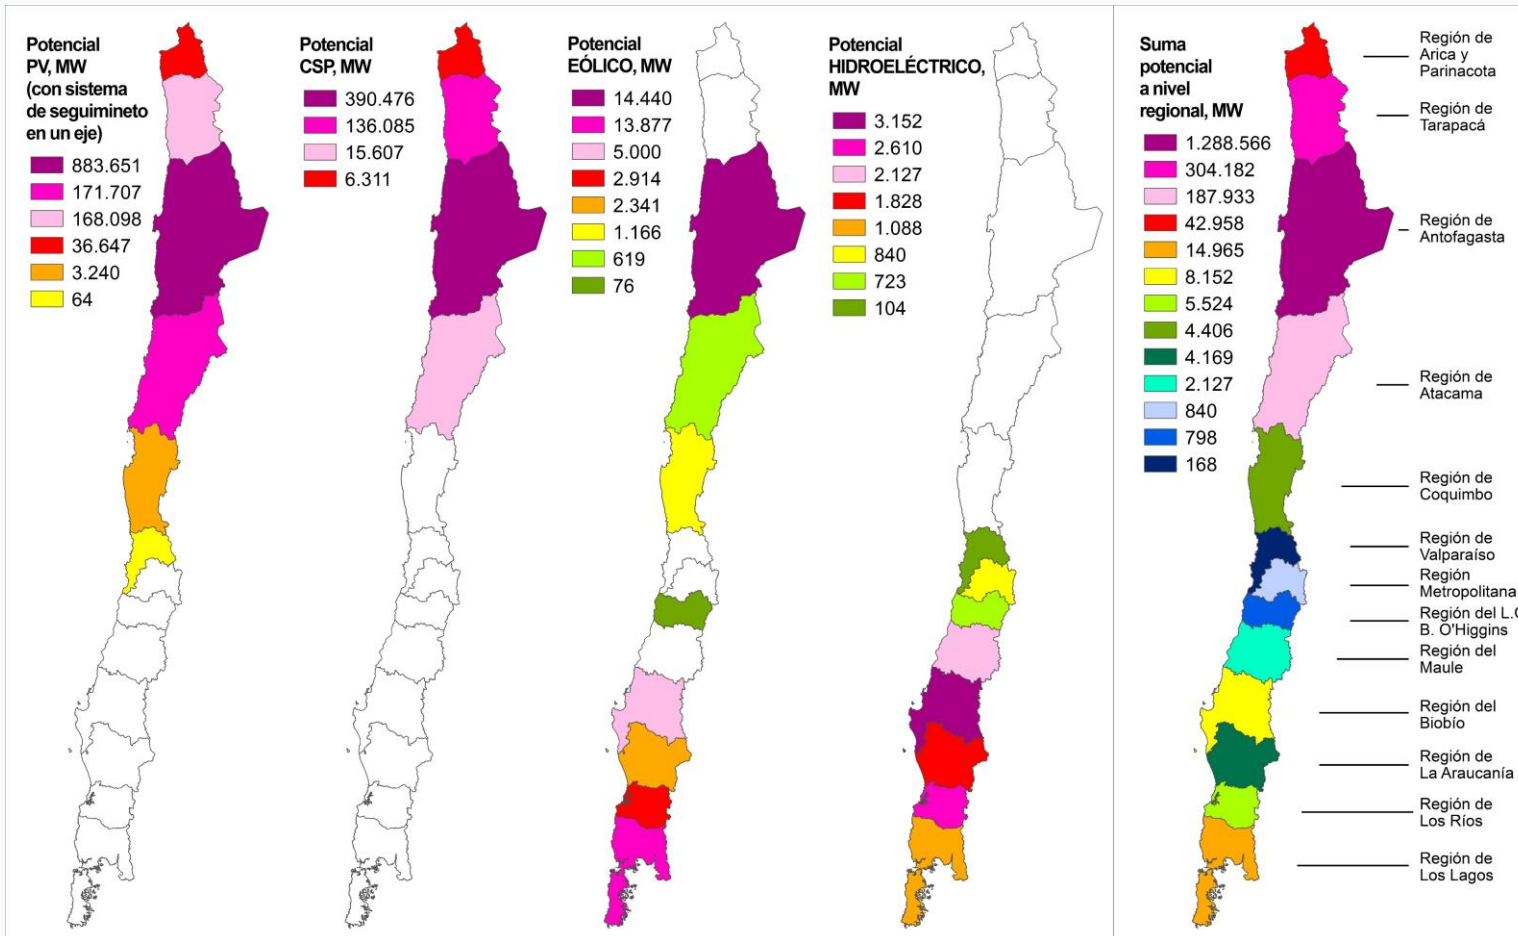 Potencial
PV, MW
(con sistema
de seguimineto
en un eje)
883.651
171.707
168.098
36.647
3.240
64
Potencial
CSP, MW
390.476
136.085
15.607
6.311
Potencial
EÓLICO, MW
14.440
13.877
5.000
2.914
2.341
1.166
619
76
Potencial
HIDROELÉCTRICO,
MW
3.152
2.610
2.127
1.828
1.088
840
723
104
Suma
potencial
a nivel
regional, MW
1.288.566
304.182
187.933
42.958
14.965
8.152
5.524
4.406
4.169
2.127
840
798
168
Región de
Arica y
Parinacota
Región de
Tarapacá
Región de
Antofagasta
Región de
Atacama
Región de
Coquimbo
Región de
Valparaíso
Región
Metropolitana
Región del L.G
B. O'Higgins
Región del
Maule
Región del
Biobío
Región de
La Araucanía
Región de
Los Ríos
Región de
Los Lagos